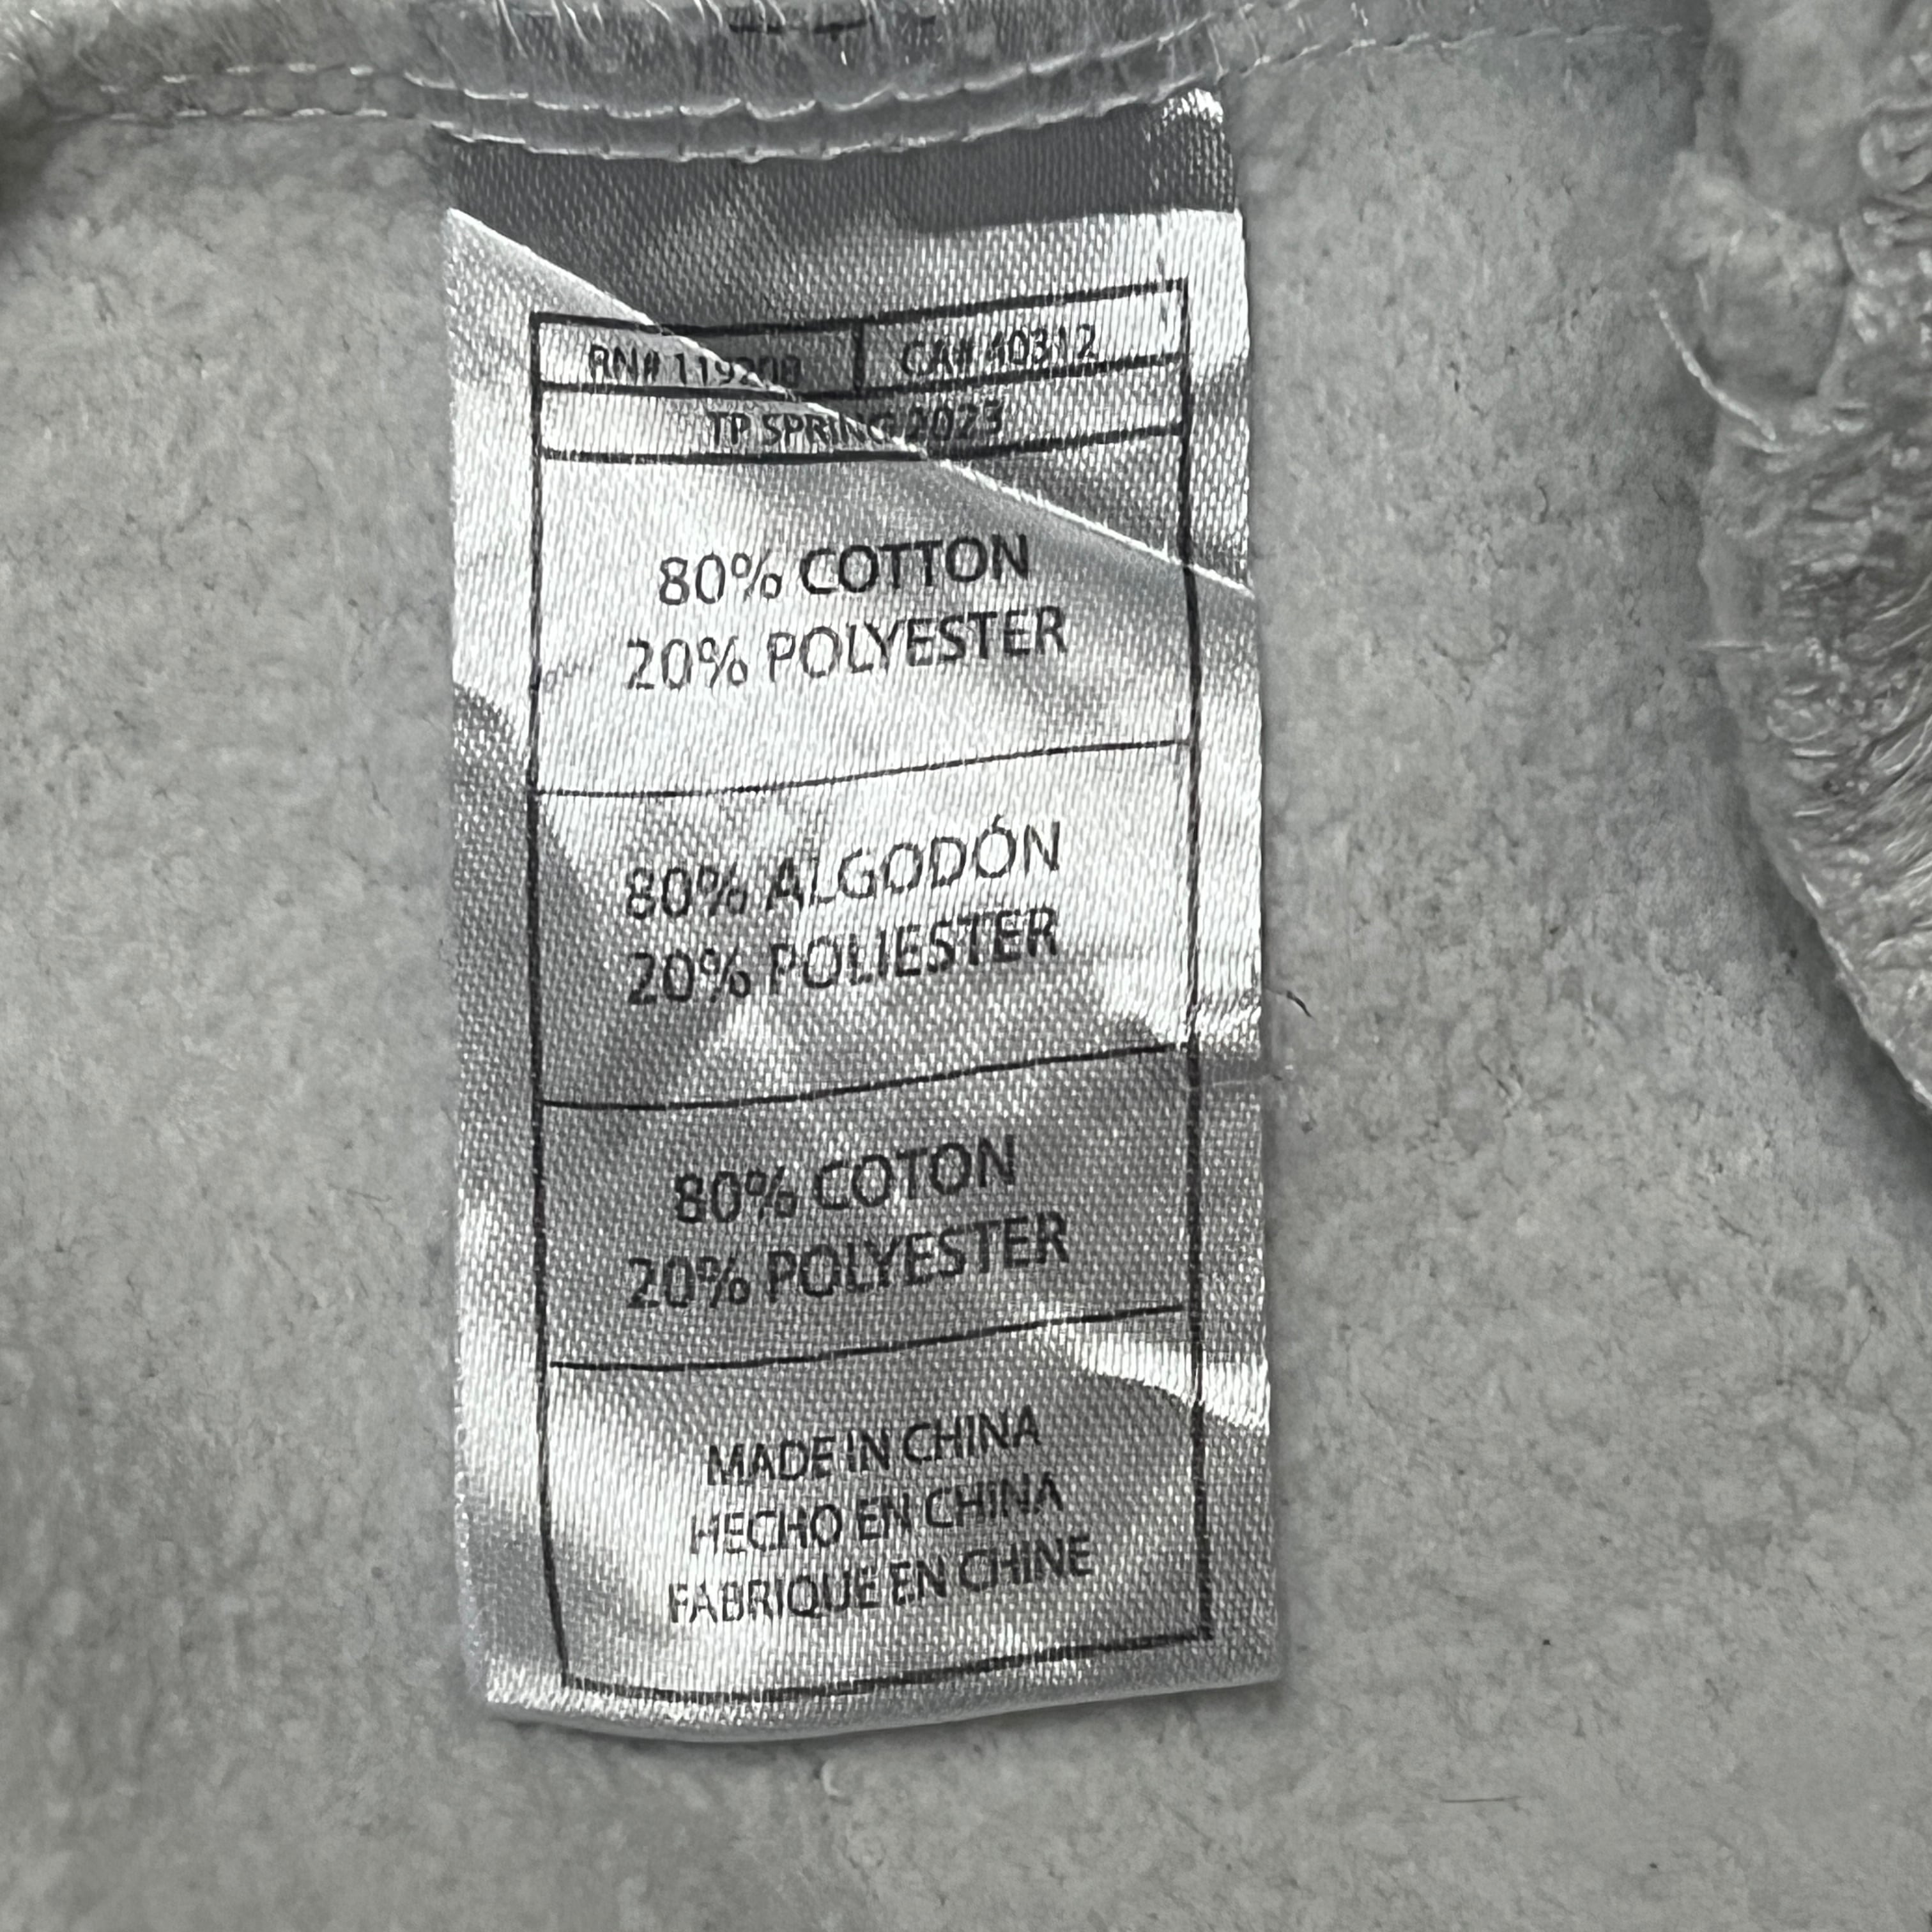 RN# 119208 CA# 40312
TP SPRING 2023
80% COTTON
20% POLYESTER
80% ALGODÓN
20% POLIESTER
80% COTON
20% POLYESTER
MADE IN CHINA
HECHO EN CHINA
FABRIQUE EN CHINE